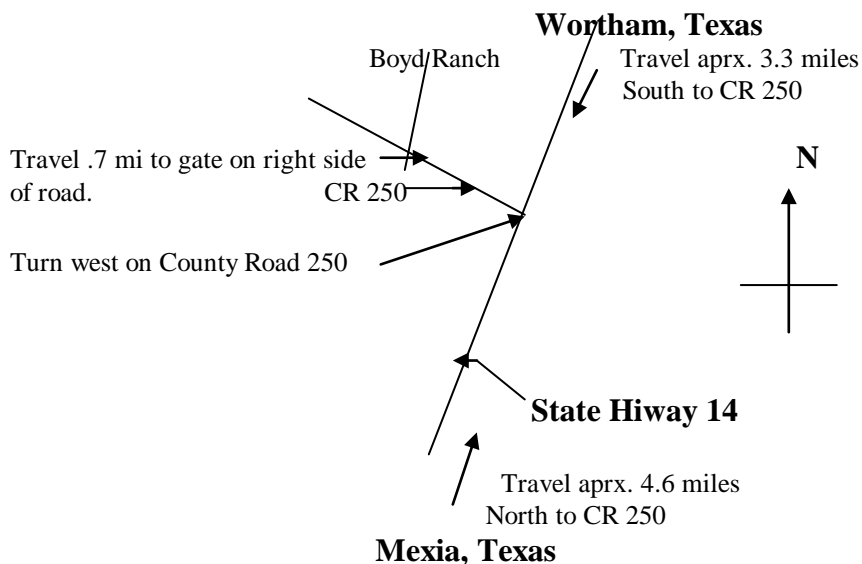 Wortham, Texas
Boyd Ranch
Travel aprx. 3.3 miles
South to CR 250
Travel .7 mi to gate on right side
of road.
CR 250
N
Turn west on County Road 250
State Hiway 14
Travel aprx. 4.6 miles
North to CR 250
Mexia, Texas